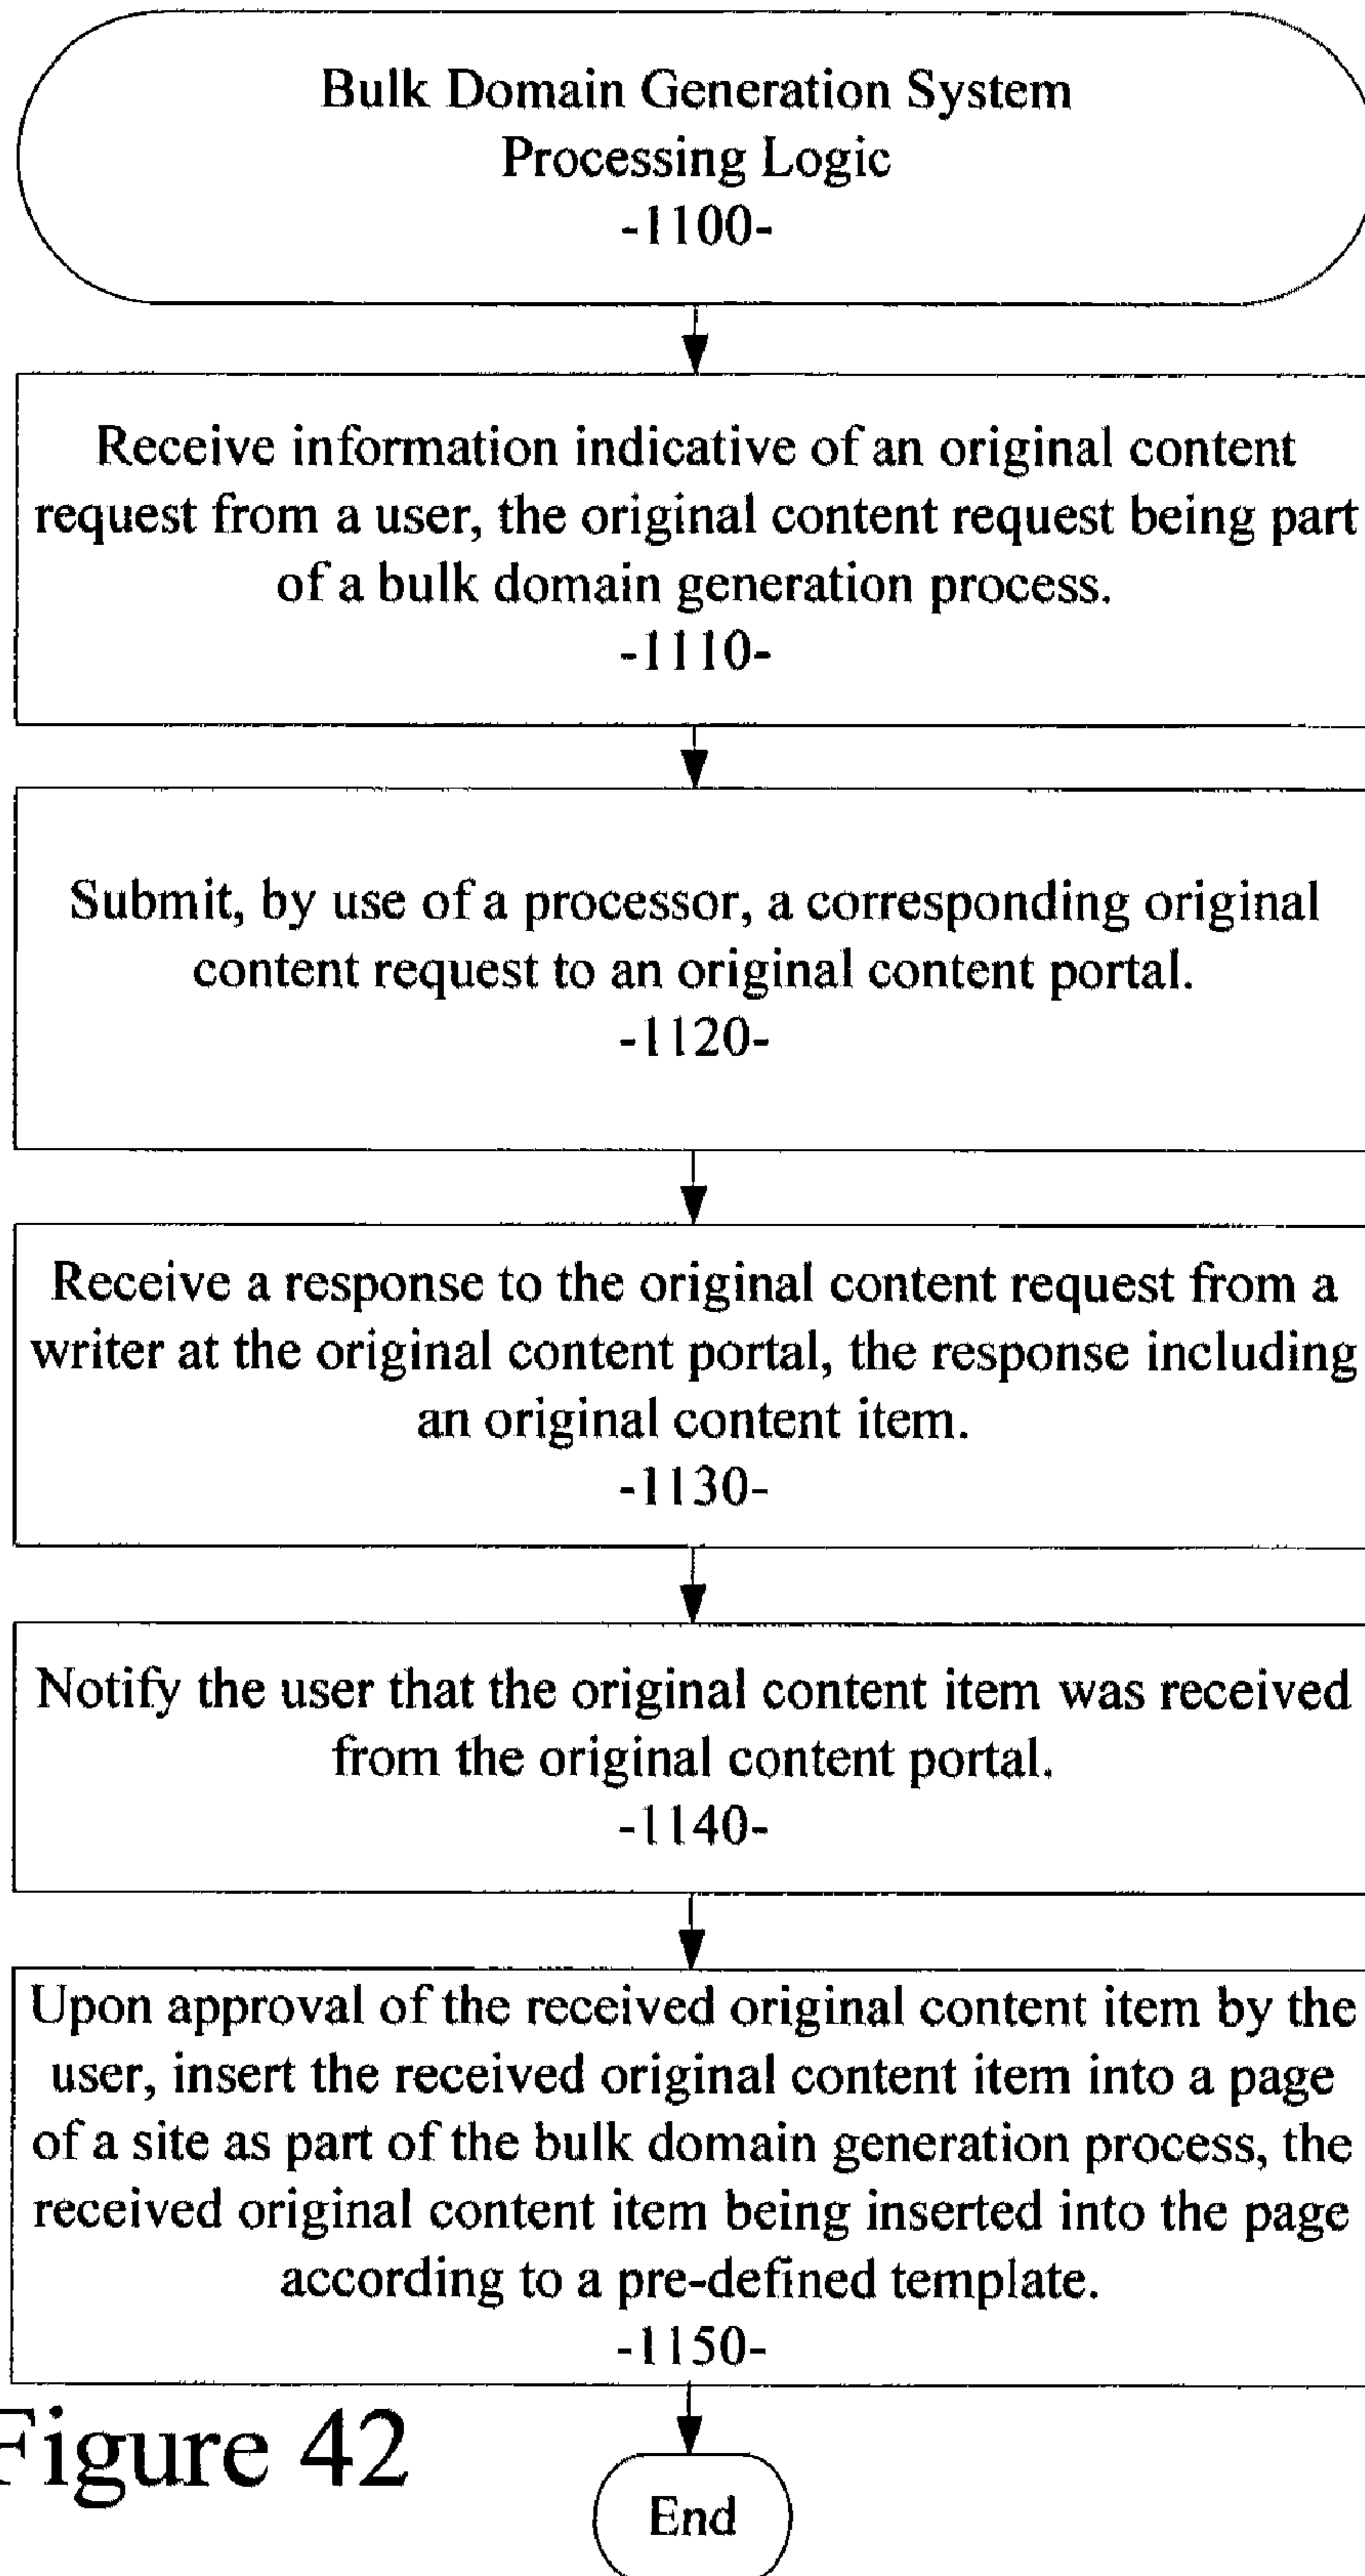 Bulk Domain Generation System
Processing Logic
-1100-
Receive information indicative of an original content
request from a user, the original content request being part
of a bulk domain generation process.
-1110-
Submit, by use of a processor, a corresponding original
content request to an original content portal.
-1120-
Receive a response to the original content request from a
writer at the original content portal, the response including
an original content item.
-1130-
Notify the user that the original content item was received
from the original content portal.
-1140-
Upon approval of the received original content item by the
user, insert the received original content item into a page
of a site as part of the bulk domain generation process, the
received original content item being inserted into the page
according to a pre-defined template.
-1150-
Figure 42
End